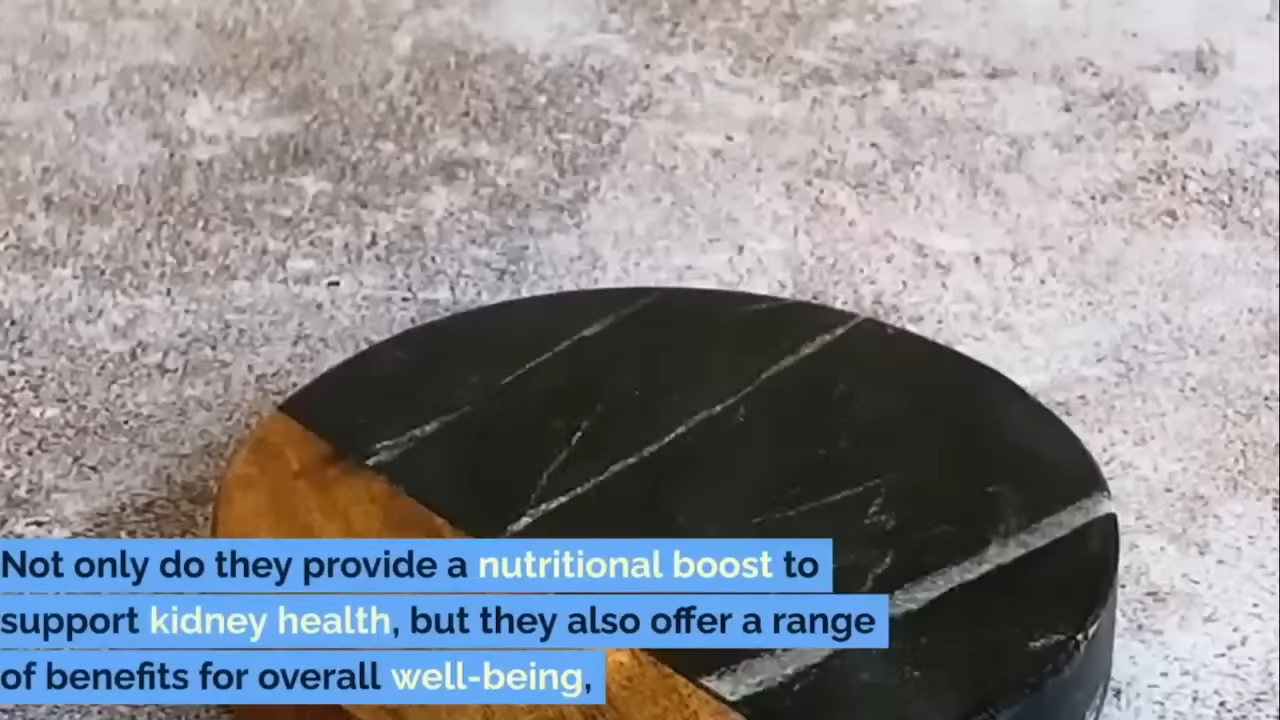 Not only do they provide a nutritional boost to
support kidney health, but they also offer a range
of benefits for overall well-being,